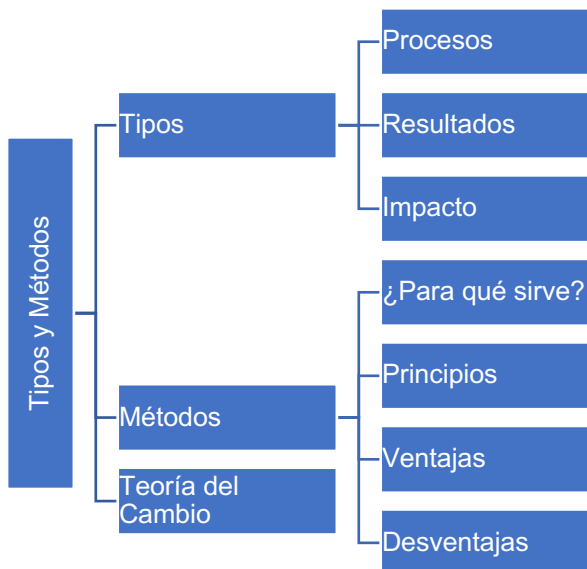 Tipos y Métodos
Tipos
Procesos
Resultados
Impacto
Métodos
¿Para qué sirve?
Principios
Ventajas
Desventajas
Teoría del
Cambio